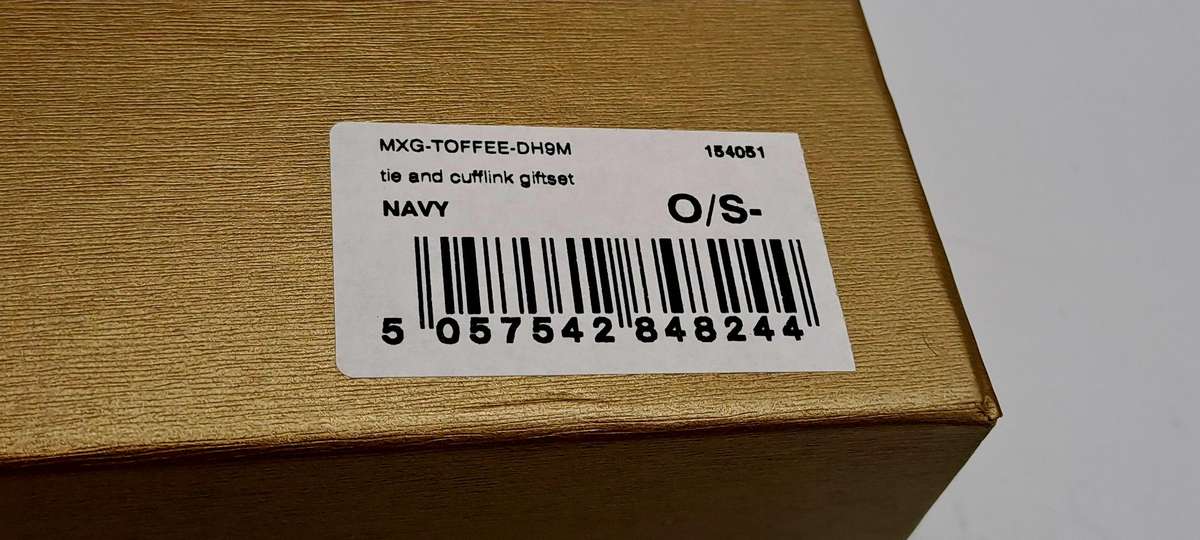 MXG-TOFFEE-DH9M 154051
tie and cufflink giftset
NAVY O/S-
5 057542 848244